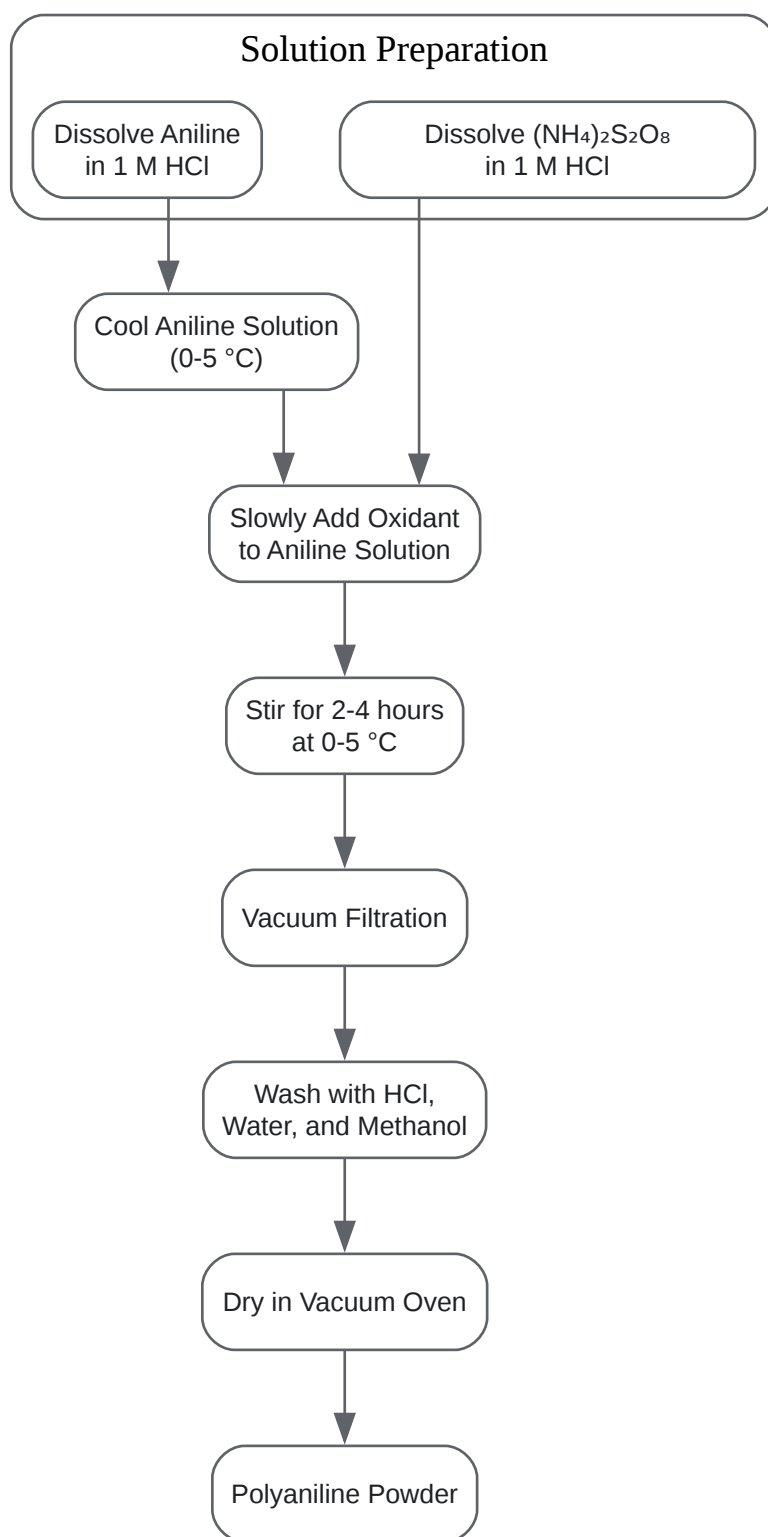 Solution Preparation
Dissolve Aniline
in 1 M HCl
Dissolve (NH₄)₂S₂O₈
in 1 M HCl
Cool Aniline Solution
(0-5 °C)
Slowly Add Oxidant
to Aniline Solution
Stir for 2-4 hours
at 0-5 °C
Vacuum Filtration
Wash with HCl,
Water, and Methanol
Dry in Vacuum Oven
Polyaniline Powder